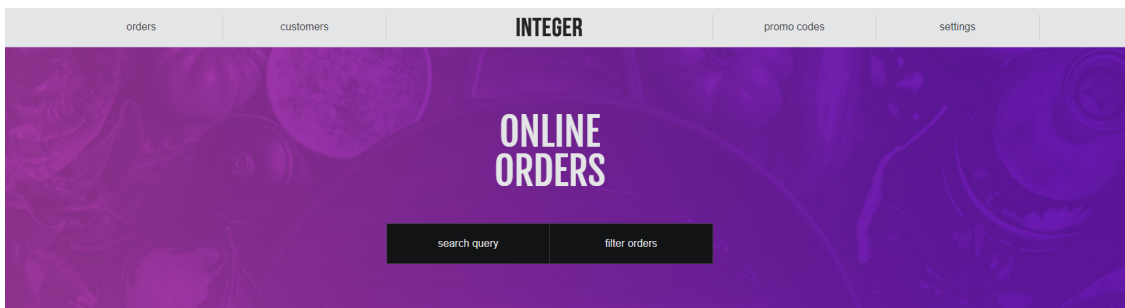 orders
customers
INTEGER
promo codes
settings
ONLINE
ORDERS
search query
filter orders